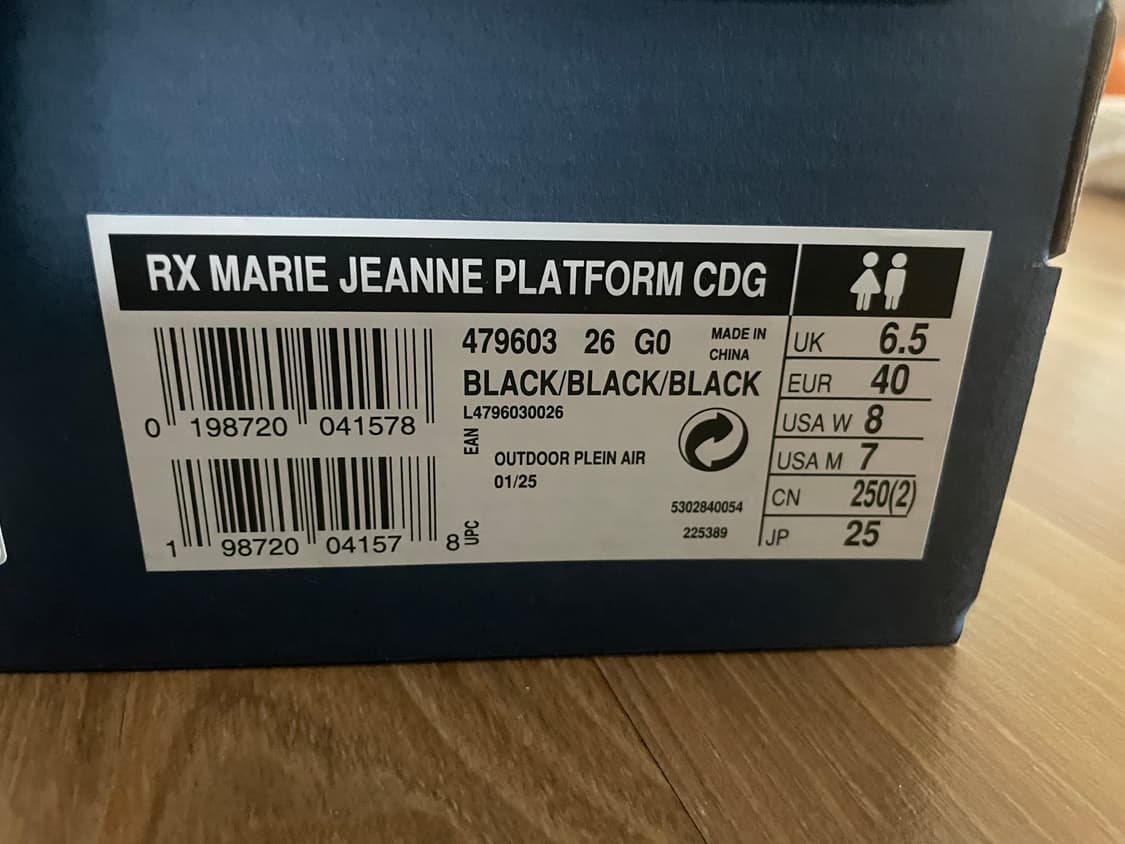 RX MARIE JEANNE PLATFORM CDG
0 198720 041578
EAN
1 98720 04157 8
UPC
479603 26 G0
MADE IN
CHINA
BLACK/BLACK/BLACK
L4796030026
OUTDOOR PLEIN AIR
01/25
5302840054
225389
UK 6.5
EUR 40
USA W 8
USA M 7
CN 250(2)
JP 25